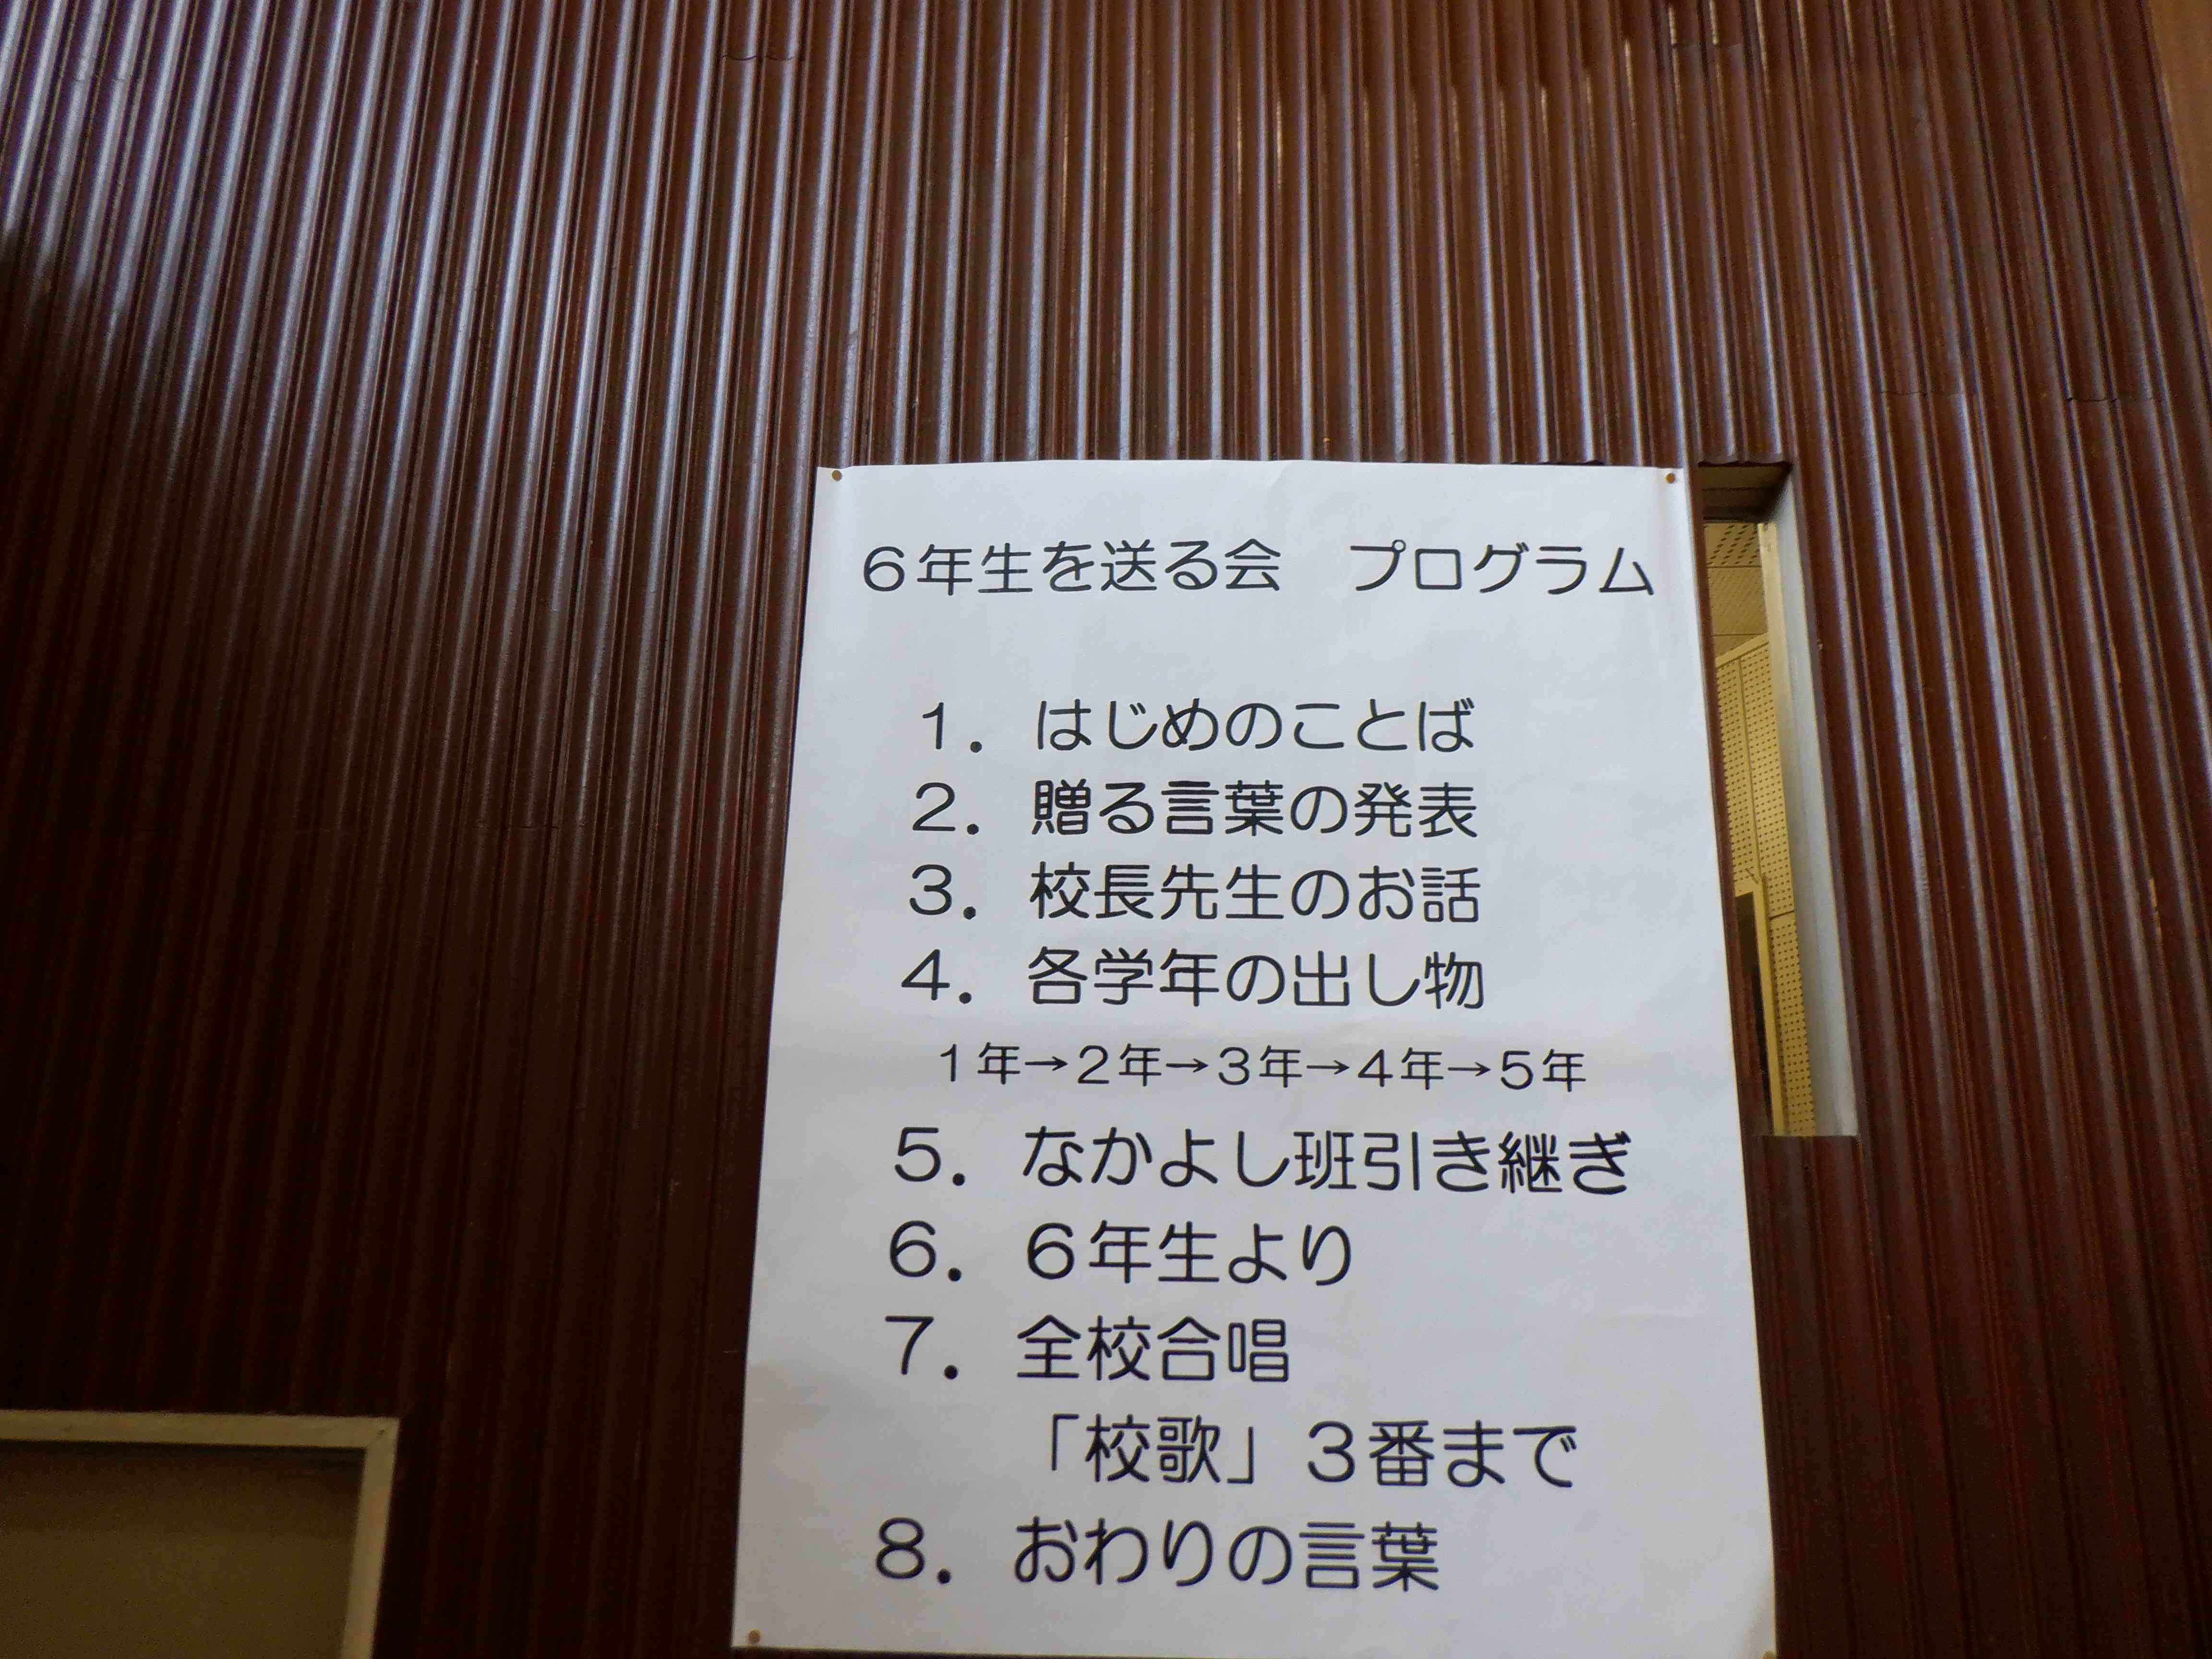 ６年生を送る会　プログラム
１．はじめのことば
２．贈る言葉の発表
３．校長先生のお話
４．各学年の出し物
１年→２年→３年→４年→５年
５．なかよし班引き継ぎ
６．６年生より
７．全校合唱
「校歌」３番まで
８．おわりの言葉